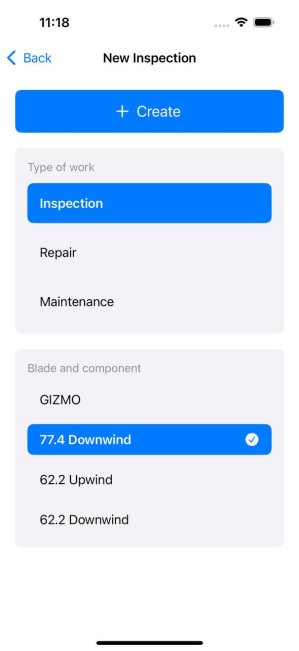 11:18
Back
New Inspection
+ Create
Type of work
Inspection
Repair
Maintenance
Blade and component
GIZMO
77.4 Downwind
62.2 Upwind
62.2 Downwind